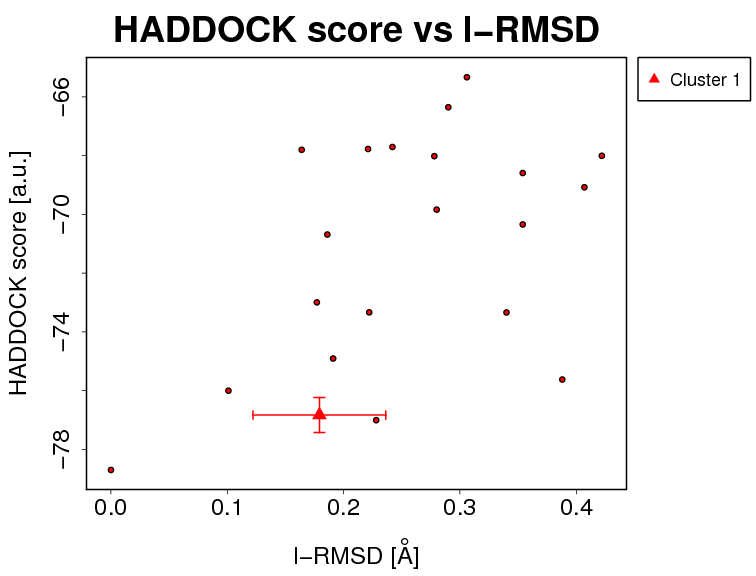 HADDOCK score vs l−RMSD
Cluster 1
HADDOCK score [a.u.]
−66
−70
−74
−78
0.0 0.1 0.2 0.3 0.4
l−RMSD [Å]